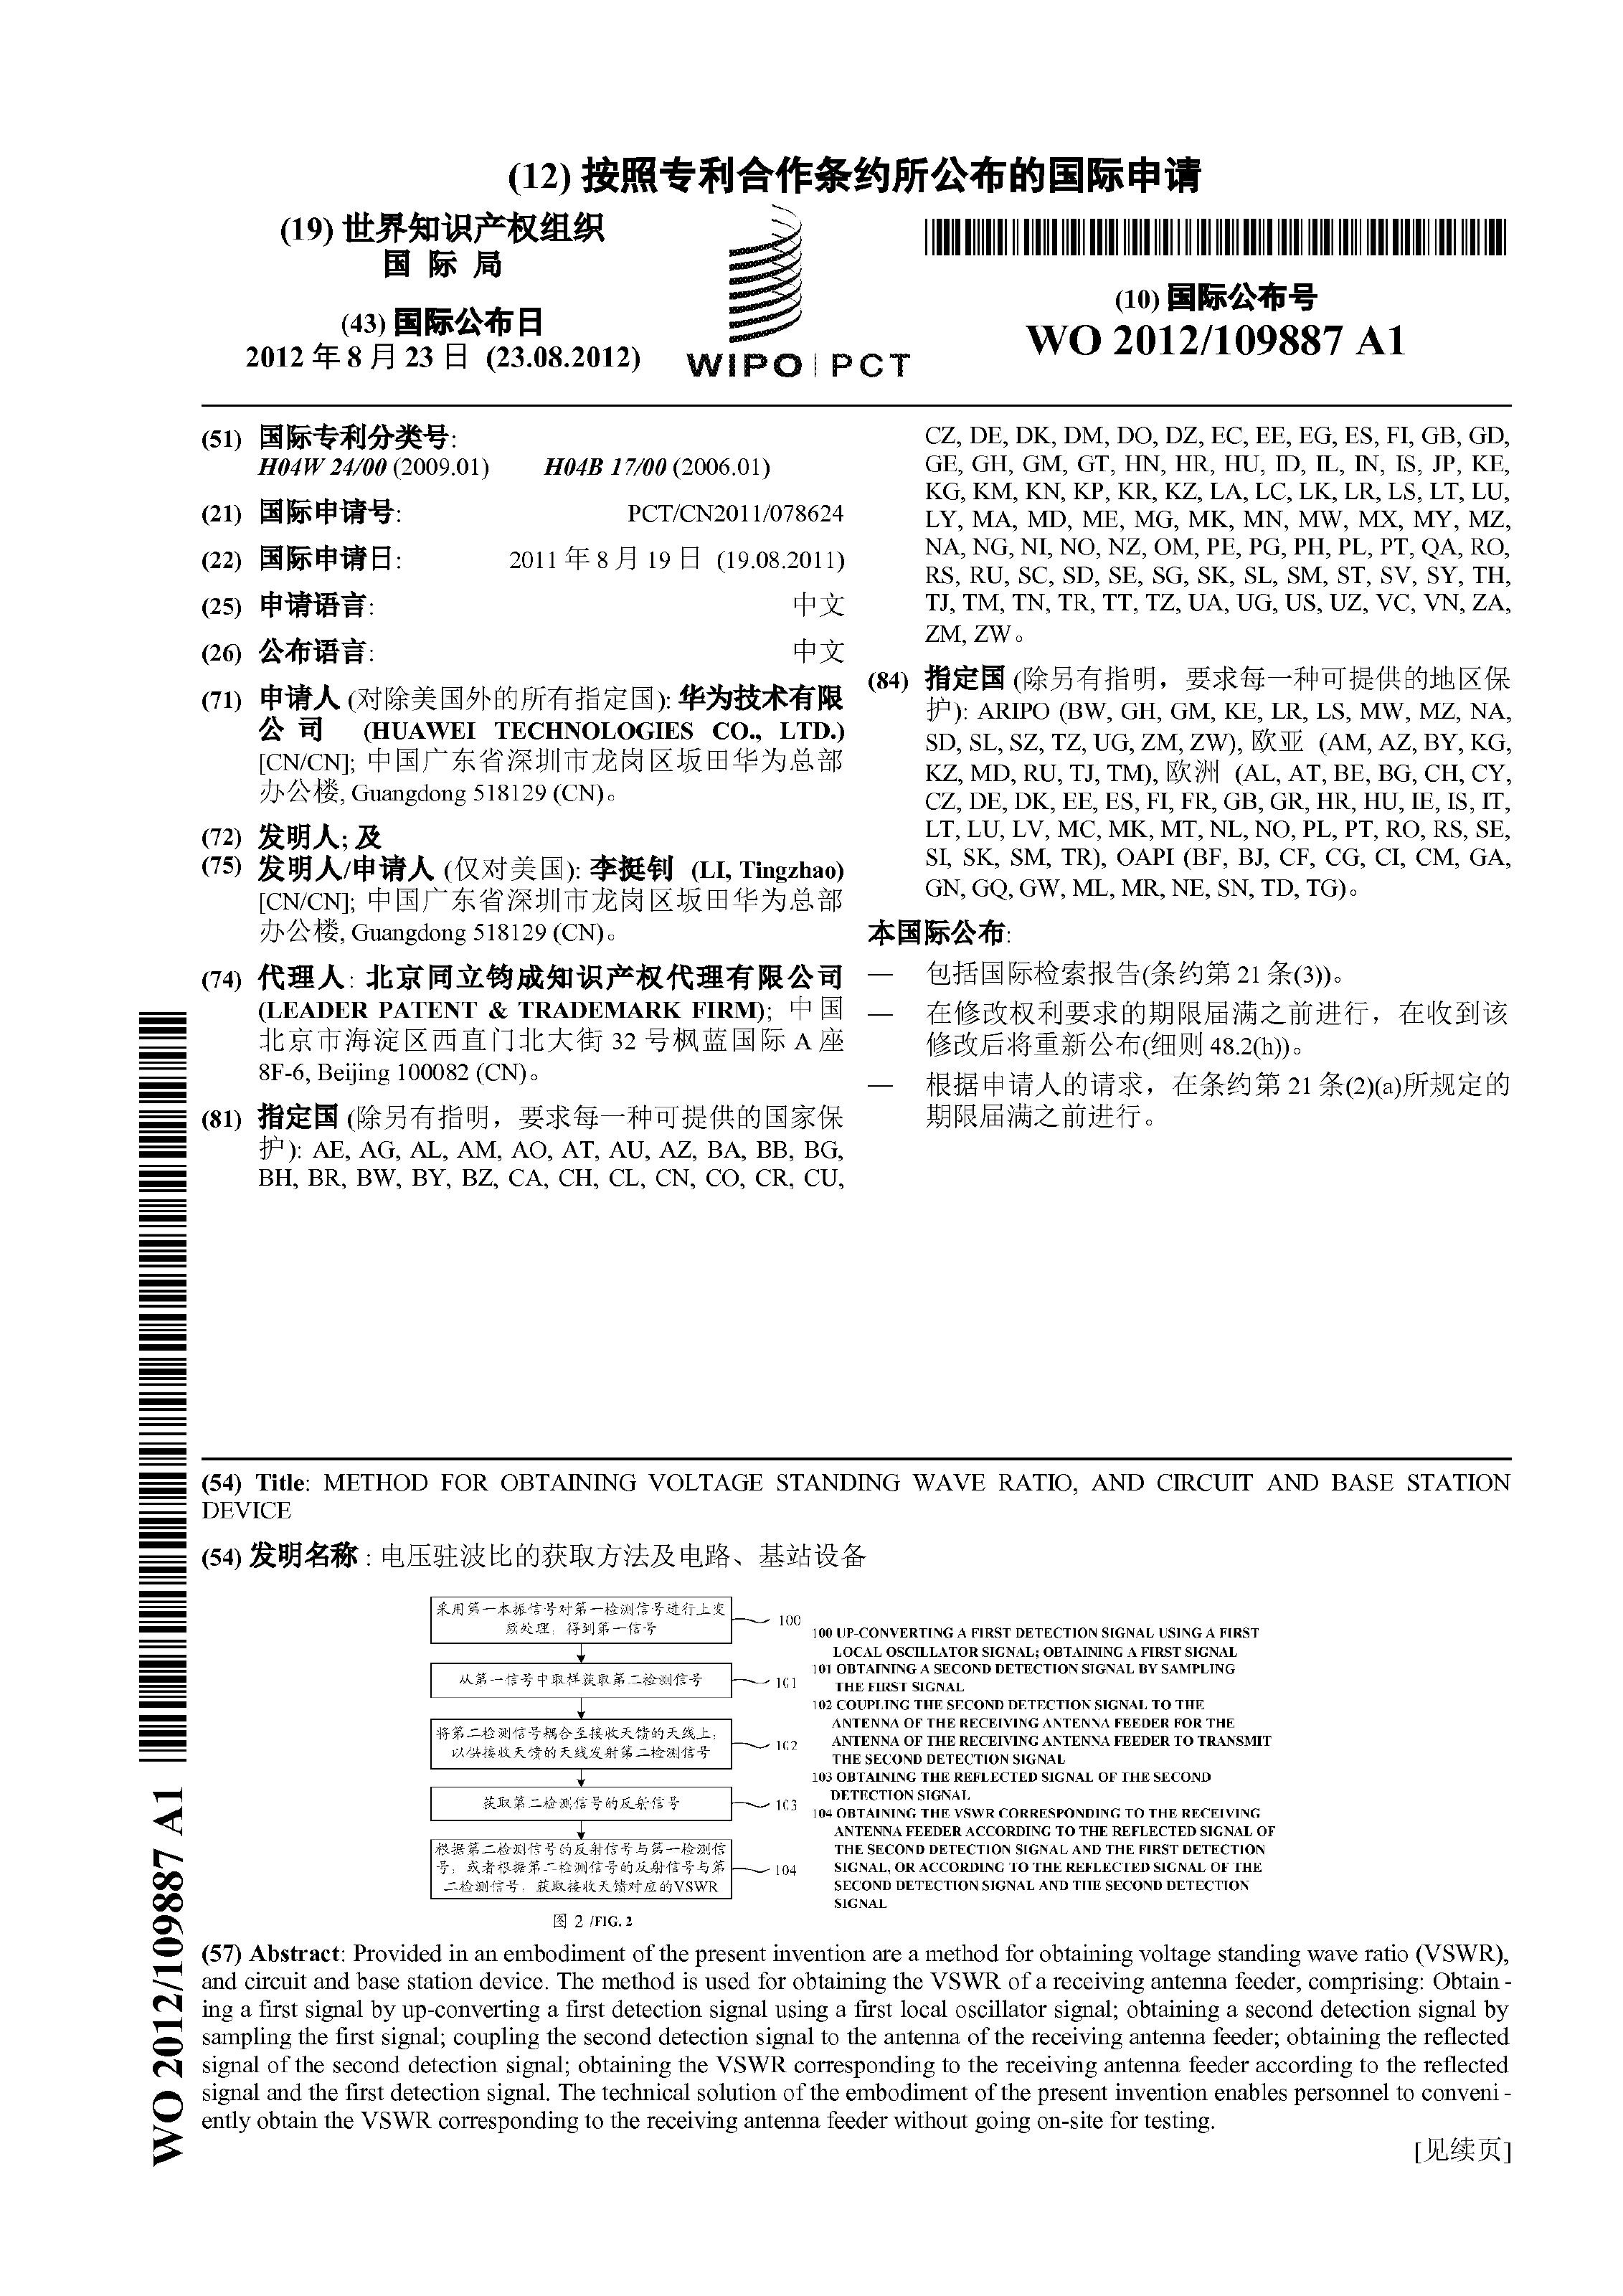 (12) 按照专利合作条约所公布的国际申请
(19) 世界知识产权组织
国 际 局
(43) 国际公布日
2012 年 8 月 23 日 (23.08.2012)
WIPO | PCT
(10) 国际公布号
WO 2012/109887 A1
(51) 国际专利分类号:
H04W 24/00 (2009.01) H04B 17/00 (2006.01)
(21) 国际申请号: PCT/CN2011/078624
(22) 国际申请日: 2011 年 8 月 19 日 (19.08.2011)
(25) 申请语言: 中文
(26) 公布语言: 中文
(71) 申请人 (对除美国外的所有指定国): 华为技术有限
公司 (HUAWEI TECHNOLOGIES CO., LTD.)
[CN/CN]; 中国广东省深圳市龙岗区坂田华为总部
办公楼, Guangdong 518129 (CN)。
(72) 发明人; 及
(75) 发明人/申请人 (仅对美国): 李挺钊 (LI, Tingzhao)
[CN/CN]; 中国广东省深圳市龙岗区坂田华为总部
办公楼, Guangdong 518129 (CN)。
(74) 代理人: 北京同立钧成知识产权代理有限公司
(LEADER PATENT & TRADEMARK FIRM); 中国
北京市海淀区西直门北大街 32 号枫蓝国际 A 座
8F-6, Beijing 100082 (CN)。
(81) 指定国 (除另有指明，要求每一种可提供的国家保
护): AE, AG, AL, AM, AO, AT, AU, AZ, BA, BB, BG,
BH, BR, BW, BY, BZ, CA, CH, CL, CN, CO, CR, CU,
CZ, DE, DK, DM, DO, DZ, EC, EE, EG, ES, FI, GB, GD,
GE, GH, GM, GT, HN, HR, HU, ID, IL, IN, IS, JP, KE,
KG, KM, KN, KP, KR, KZ, LA, LC, LK, LR, LS, LT, LU,
LY, MA, MD, ME, MG, MK, MN, MW, MX, MY, MZ,
NA, NG, NI, NO, NZ, OM, PE, PG, PH, PL, PT, QA, RO,
RS, RU, SC, SD, SE, SG, SK, SL, SM, ST, SV, SY, TH,
TJ, TM, TN, TR, TT, TZ, UA, UG, US, UZ, VC, VN, ZA,
ZM, ZW。
(84) 指定国 (除另有指明，要求每一种可提供的地区保
护): ARIPO (BW, GH, GM, KE, LR, LS, MW, MZ, NA,
SD, SL, SZ, TZ, UG, ZM, ZW), 欧亚 (AM, AZ, BY, KG,
KZ, MD, RU, TJ, TM), 欧洲 (AL, AT, BE, BG, CH, CY,
CZ, DE, DK, EE, ES, FI, FR, GB, GR, HR, HU, IE, IS, IT,
LT, LU, LV, MC, MK, MT, NL, NO, PL, PT, RO, RS, SE,
SI, SK, SM, TR), OAPI (BF, BJ, CF, CG, CI, CM, GA,
GN, GQ, GW, ML, MR, NE, SN, TD, TG)。
本国际公布:
— 包括国际检索报告(条约第 21 条(3))。
— 在修改权利要求的期限届满之前进行，在收到该
修改后将重新公布(细则 48.2(h))。
— 根据申请人的请求，在条约第 21 条(2)(a)所规定的
期限届满之前进行。
(54) Title: METHOD FOR OBTAINING VOLTAGE STANDING WAVE RATIO, AND CIRCUIT AND BASE STATION
DEVICE
(54) 发明名称 : 电压驻波比的获取方法及电路、基站设备
采用第一本振信号对第一检测信号进行上变
频处理，得到第一信号
100
从第一信号中取样获取第二检测信号
101
将第二检测信号耦合至接收天馈的天线上，
以供接收天馈的天线发射第二检测信号
102
获取第二检测信号的反射信号
103
根据第二检测信号的反射信号与第一检测信
号，或者根据第二检测信号的反射信号与第
二检测信号，获取接收天馈对应的VSWR
104
图 2 /FIG. 2
100 UP-CONVERTING A FIRST DETECTION SIGNAL USING A FIRST
LOCAL OSCILLATOR SIGNAL; OBTAINING A FIRST SIGNAL
101 OBTAINING A SECOND DETECTION SIGNAL BY SAMPLING
THE FIRST SIGNAL
102 COUPLING THE SECOND DETECTION SIGNAL TO THE
ANTENNA OF THE RECEIVING ANTENNA FEEDER FOR THE
ANTENNA OF THE RECEIVING ANTENNA FEEDER TO TRANSMIT
THE SECOND DETECTION SIGNAL
103 OBTAINING THE REFLECTED SIGNAL OF THE SECOND
DETECTION SIGNAL
104 OBTAINING THE VSWR CORRESPONDING TO THE RECEIVING
ANTENNA FEEDER ACCORDING TO THE REFLECTED SIGNAL OF
THE SECOND DETECTION SIGNAL AND THE FIRST DETECTION
SIGNAL, OR ACCORDING TO THE REFLECTED SIGNAL OF THE
SECOND DETECTION SIGNAL AND THE SECOND DETECTION
SIGNAL
(57) Abstract: Provided in an embodiment of the present invention are a method for obtaining voltage standing wave ratio (VSWR),
and circuit and base station device. The method is used for obtaining the VSWR of a receiving antenna feeder, comprising: Obtain-
ing a first signal by up-converting a first detection signal using a first local oscillator signal; obtaining a second detection signal by
sampling the first signal; coupling the second detection signal to the antenna of the receiving antenna feeder; obtaining the reflected
signal of the second detection signal; obtaining the VSWR corresponding to the receiving antenna feeder according to the reflected
signal and the first detection signal. The technical solution of the embodiment of the present invention enables personnel to conveni-
ently obtain the VSWR corresponding to the receiving antenna feeder without going on-site for testing.
[见续页]
WO 2012/109887 A1